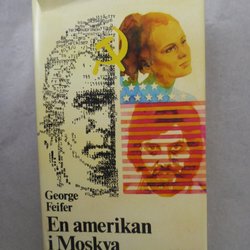 George
Feifer
En amerikan
i Moskva